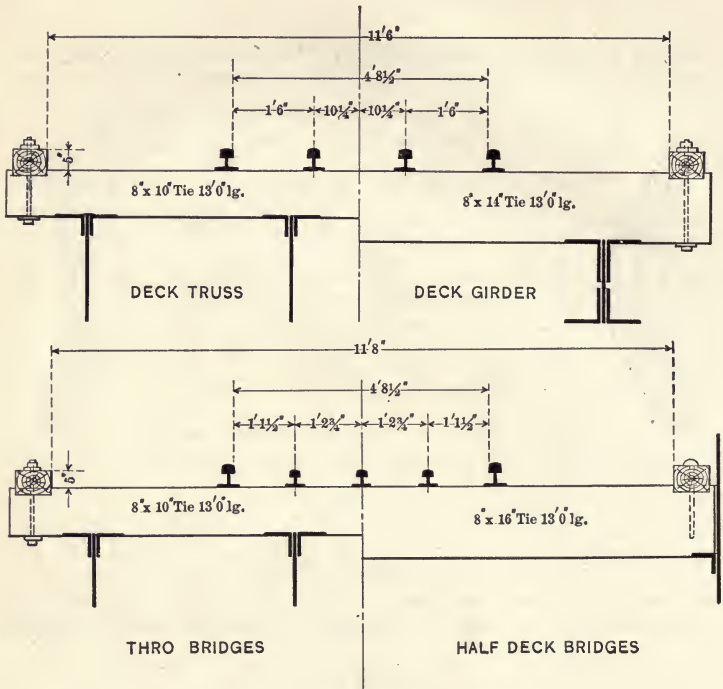 11'6"
4'8½"
1'6" 10¼" 10¼" 1'6"
5"
8"x 10" Tie 13'0" lg.
8"x 14" Tie 13'0" lg.
DECK TRUSS
DECK GIRDER
11'8"
4'8½"
1'1½" 1'2¾" 1'2¾" 1'1½"
5"
8"x 10" Tie 13'0" lg.
8"x 16" Tie 13'0" lg.
THRO BRIDGES
HALF DECK BRIDGES